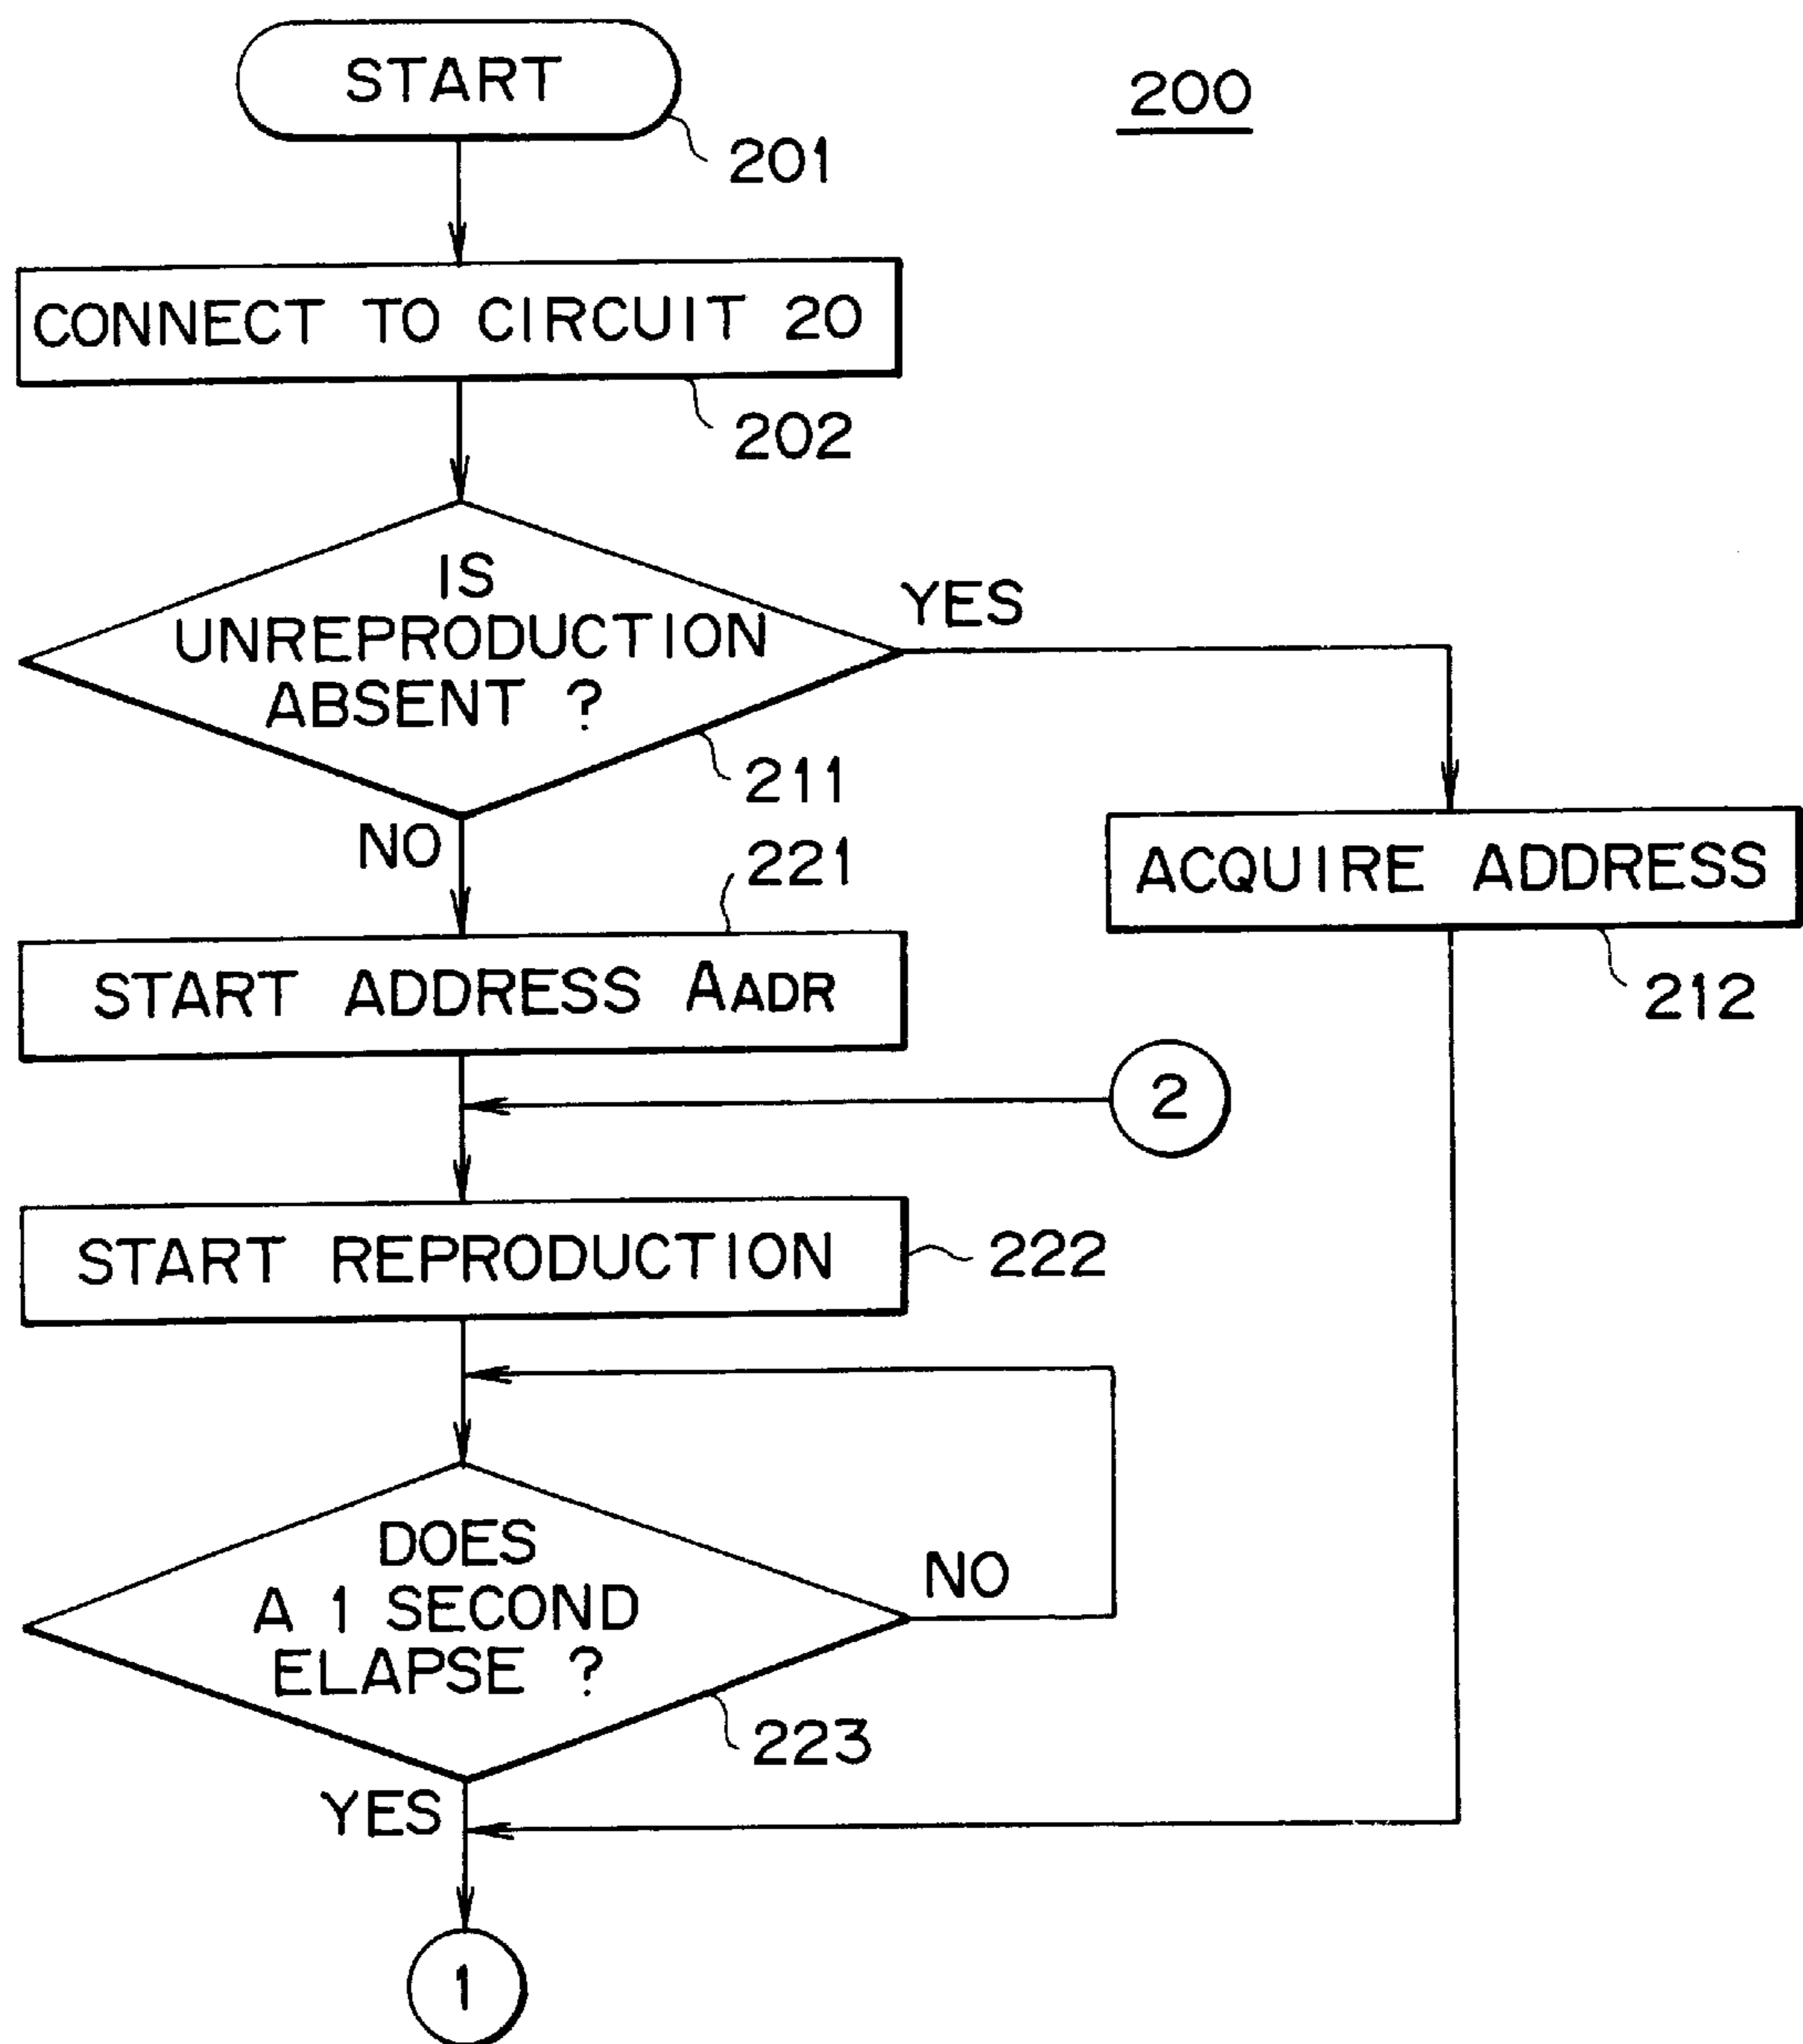 START
200
201
CONNECT TO CIRCUIT 20
202
IS
UNREPRODUCTION
ABSENT ?
YES
211
NO
221
ACQUIRE ADDRESS
212
START ADDRESS AADR
2
START REPRODUCTION
222
DOES
A 1 SECOND
ELAPSE ?
NO
223
YES
1